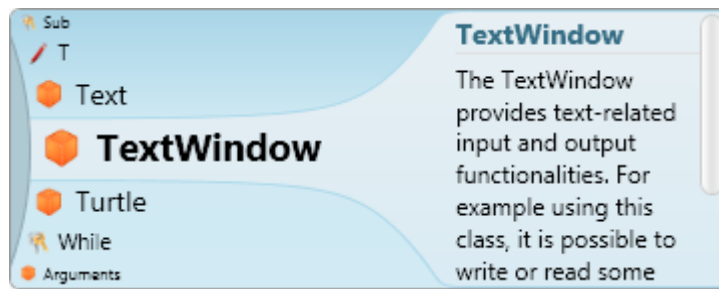 Sub
T
Text
TextWindow
Turtle
While
Arguments
TextWindow
The TextWindow
provides text-related
input and output
functionalities. For
example using this
class, it is possible to
write or read some